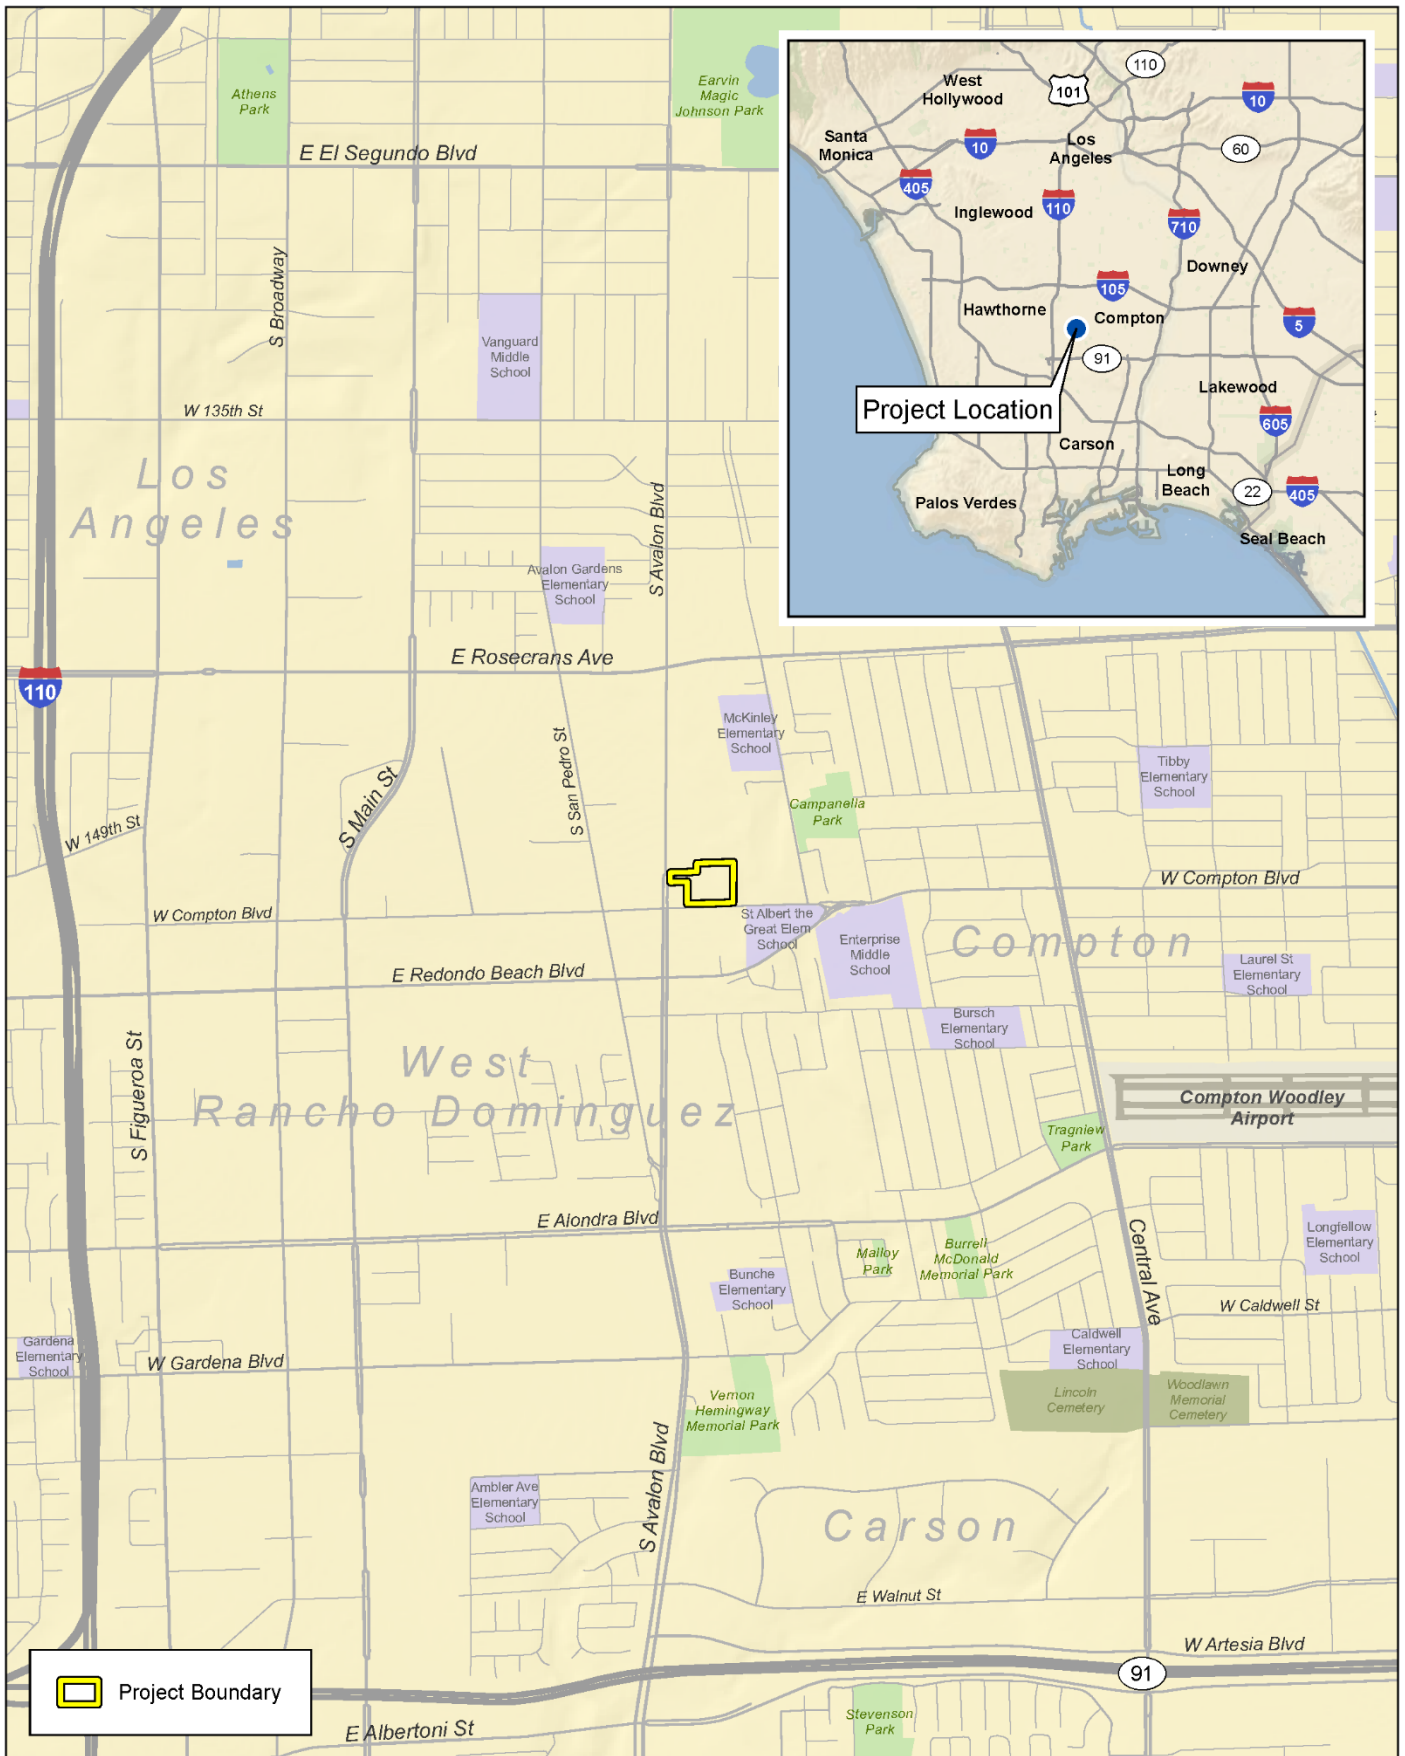 Athens
Park
Earvin
Magic
Johnson Park
E El Segundo Blvd
S Broadway
Vanguard
Middle
School
W 135th St
Los
Angeles
S Avalon Blvd
Avalon Gardens
Elementary
School
E Rosecrans Ave
110
McKinley
Elementary
School
S San Pedro St
Tibby
Elementary
School
S Main St
Campanella
Park
W 149th St
W Compton Blvd
W Compton Blvd
St Albert the
Great Elem
School
Enterprise
Middle
School
Compton
Laurel St
Elementary
School
E Redondo Beach Blvd
Bursch
Elementary
School
S Figueroa St
West
Rancho Dominguez
Compton Woodley
Airport
Tragniew
Park
E Alondra Blvd
Malloy
Park
Burrell
McDonald
Memorial Park
Central Ave
Longfellow
Elementary
School
Bunche
Elementary
School
W Caldwell St
Gardena
Elementary
School
W Gardena Blvd
Caldwell
Elementary
School
Vernon
Hemingway
Memorial Park
Lincoln
Cemetery
Woodlawn
Memorial
Cemetery
S Avalon Blvd
Ambler Ave
Elementary
School
Carson
E Walnut St
W Artesia Blvd
91
E Albertoni St
Stevenson
Park
Project Boundary
110
West
Hollywood
101
10
Santa
Monica
10
Los
Angeles
60
405
Inglewood
110
710
Downey
105
Hawthorne
Compton
5
91
Project Location
Lakewood
605
Carson
Long
Beach
22
405
Palos Verdes
Seal Beach